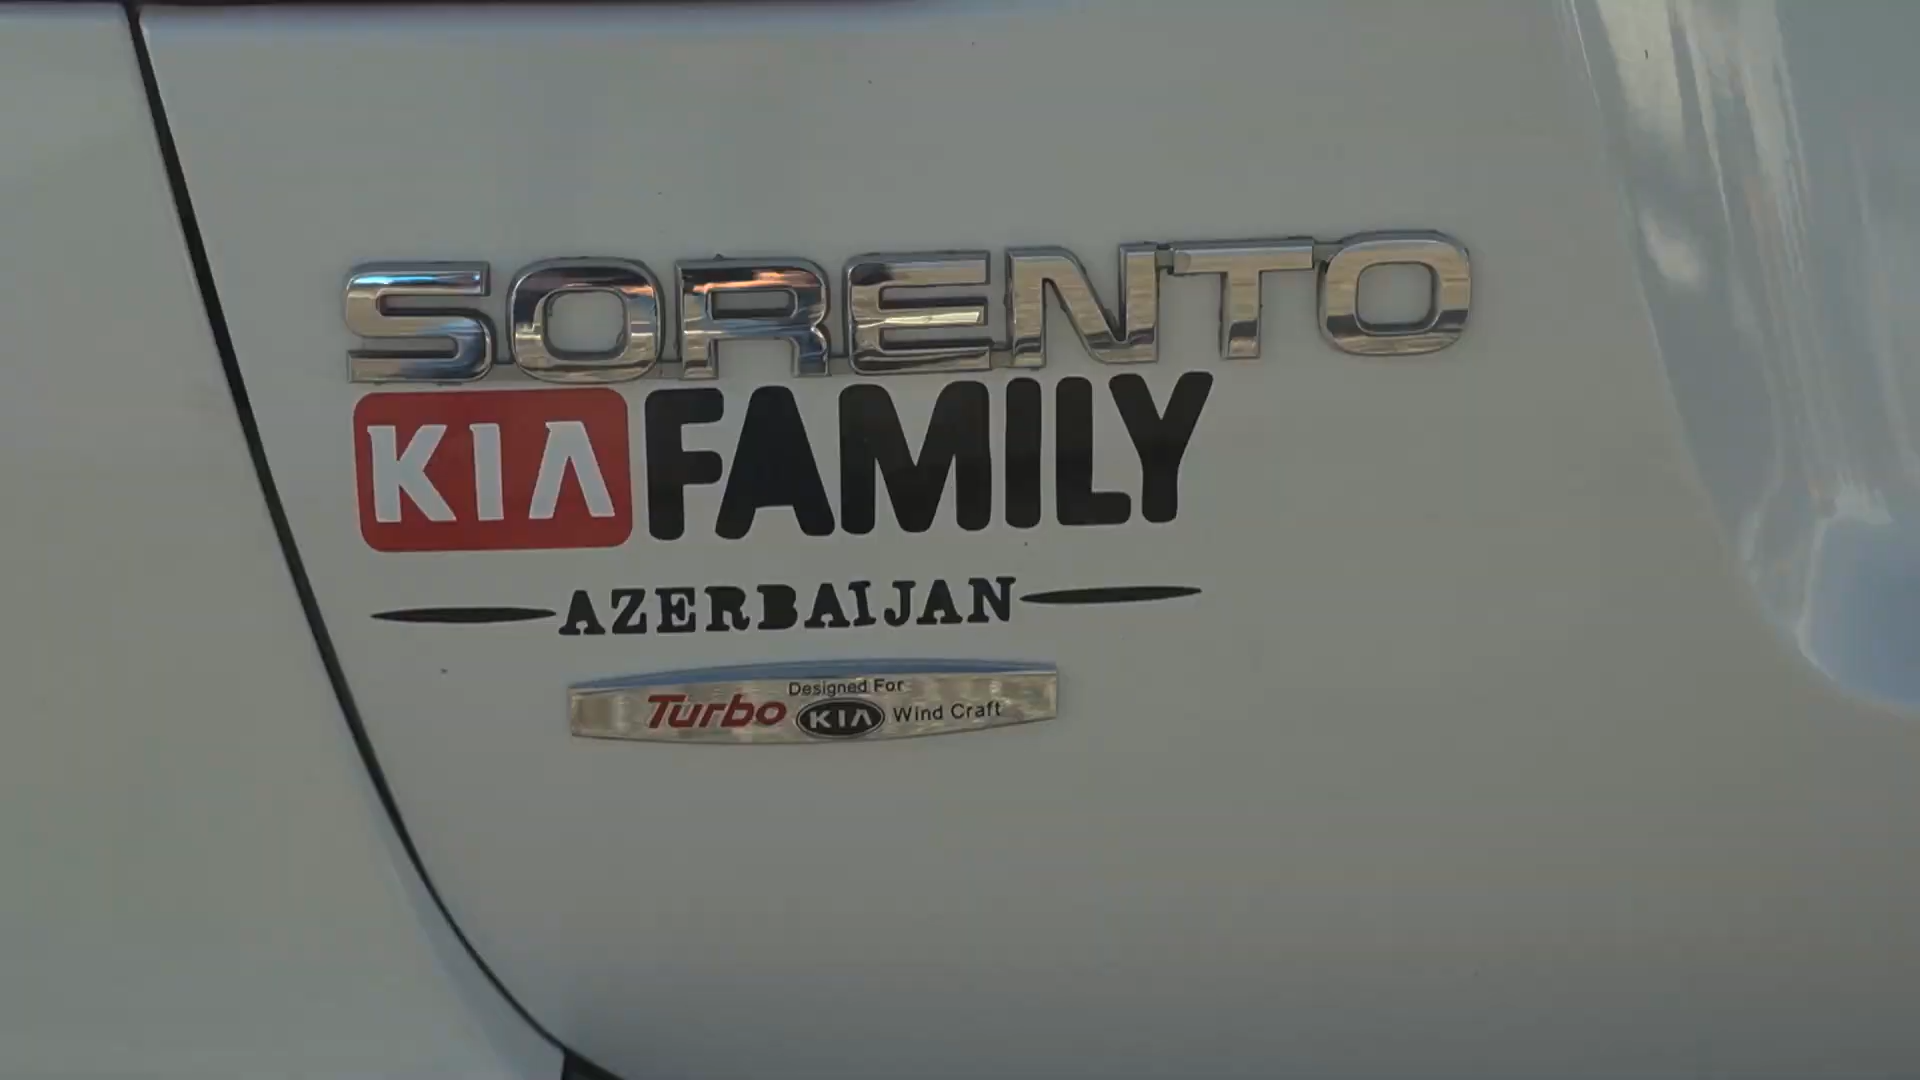 SORENTO
KIA FAMILY
AZERBAIJAN
Designed For
Turbo KIA Wind Craft